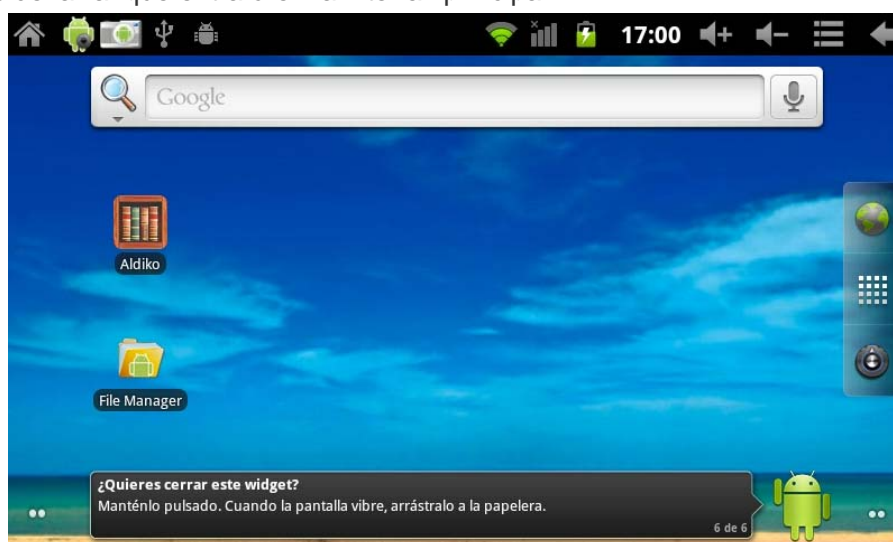 17:00
Google
Aldiko
File Manager
¿Quieres cerrar este widget?
Manténlo pulsado. Cuando la pantalla vibre, arrástralo a la papelera.
6 de 6